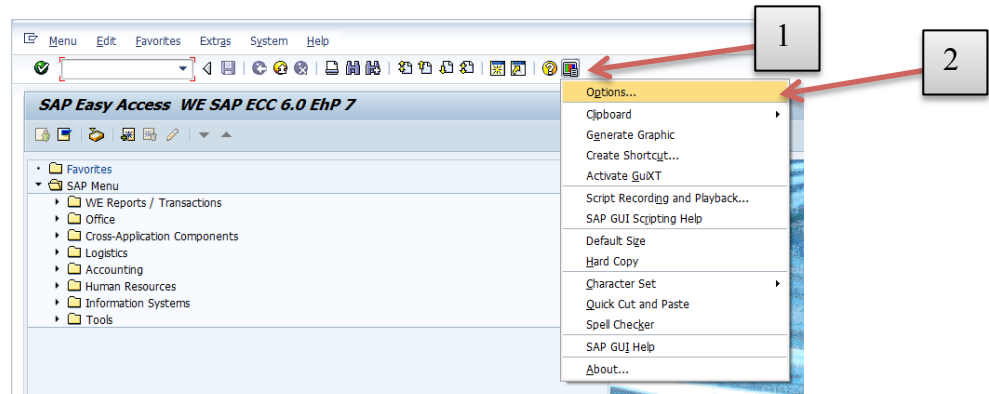 1
2
Menu Edit Favorites Extras System Help
SAP Easy Access WE SAP ECC 6.0 EhP 7
Favorites
SAP Menu
WE Reports / Transactions
Office
Cross-Application Components
Logistics
Accounting
Human Resources
Information Systems
Tools
Options...
Clipboard
Generate Graphic
Create Shortcut...
Activate GuiXT
Script Recording and Playback...
SAP GUI Scripting Help
Default Size
Hard Copy
Character Set
Quick Cut and Paste
Spell Checker
SAP GUI Help
About...